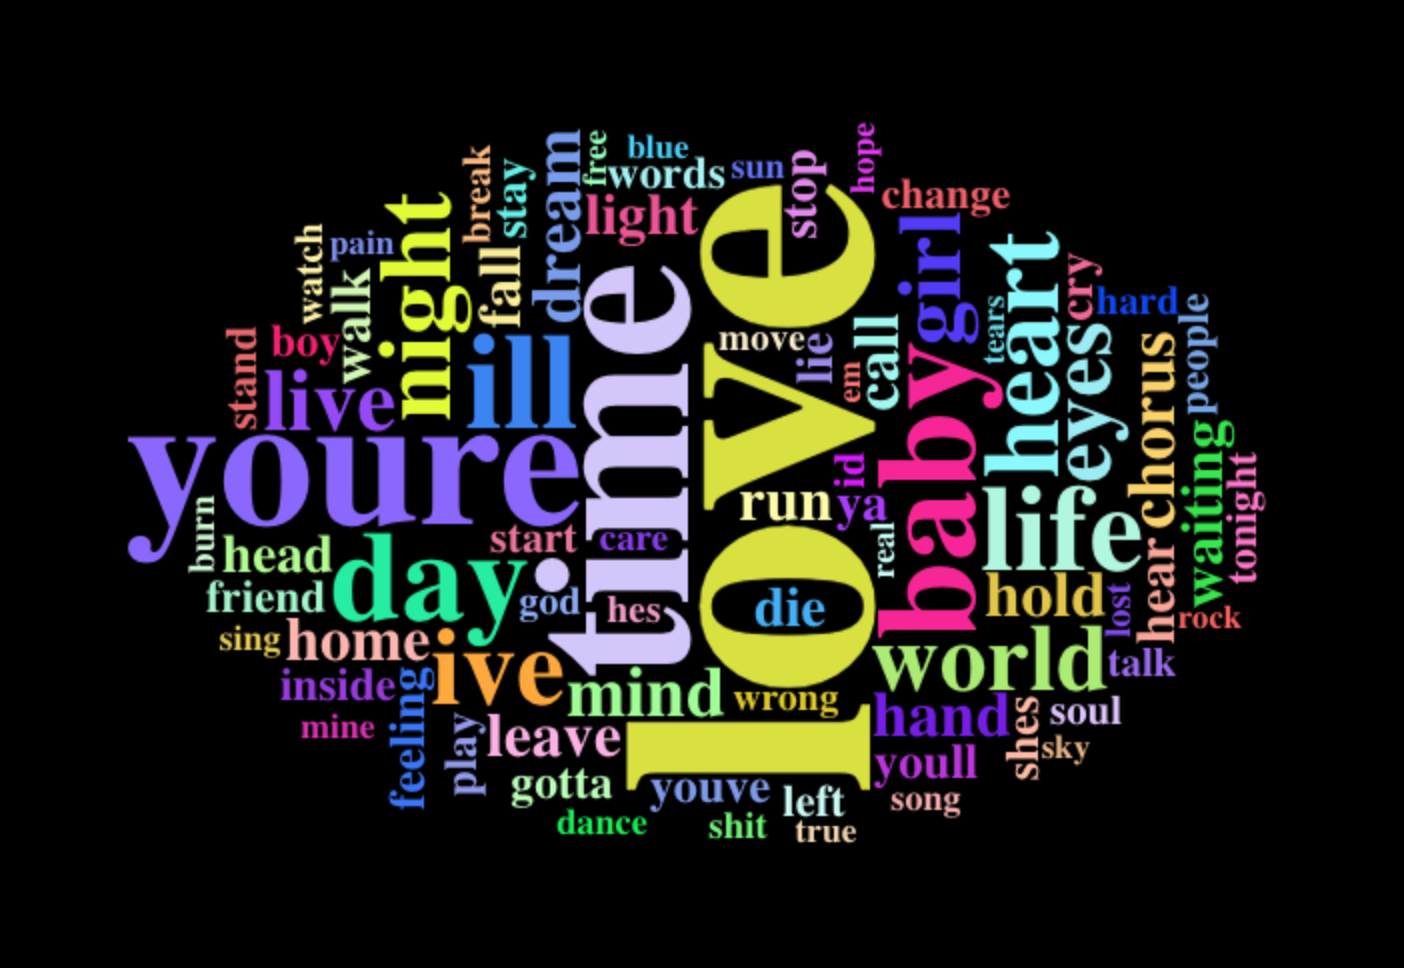 hope
blue
free
words
sun
stop
break
stay
dream
light
change
watch
pain
night
fall
girl
heart
cry
hard
people
walk
boy
stand
live
ill
time
love
move
lie
em
call
tears
eyes
chorus
baby
youre
id
run
ya
life
waiting
tonight
burn
head
start
care
real
hear
friend
day
god
hes
die
hold
lost
rock
sing
home
ive
mind
wrong
world
talk
inside
feeling
mine
play
leave
hand
shes
soul
sky
youll
gotta
youve
left
song
dance
shit
true